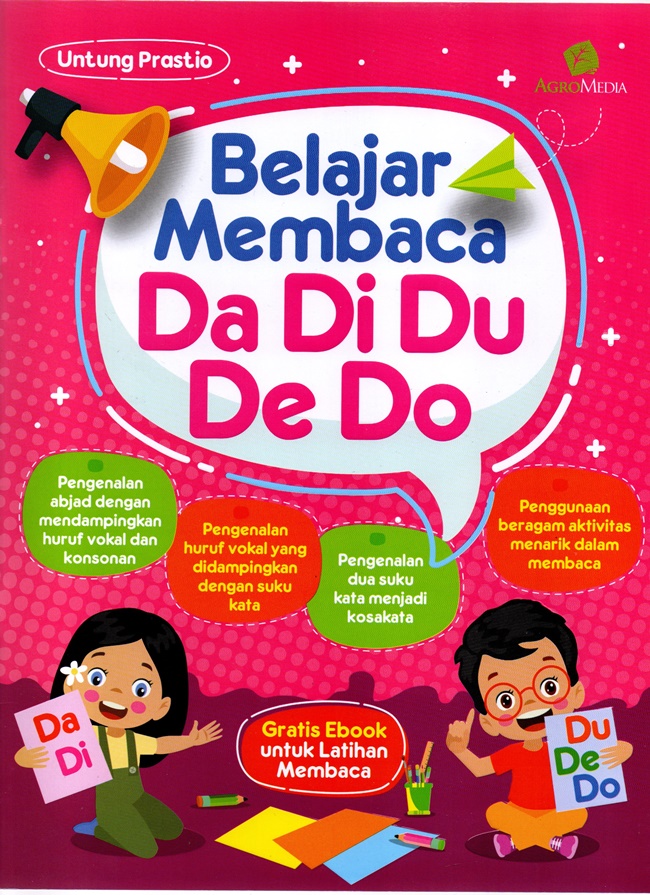 Untung Prastio
AGROMEDIA
Belajar
Membaca
Da Di Du
De Do
Pengenalan
abjad dengan
mendampingkan
huruf vokal dan
konsonan
Pengenalan
huruf vokal yang
didampingkan
dengan suku
kata
Pengenalan
dua suku
kata menjadi
kosakata
Penggunaan
beragam aktivitas
menarik dalam
membaca
Da
Di
Gratis Ebook
untuk Latihan
Membaca
Du
De
Do